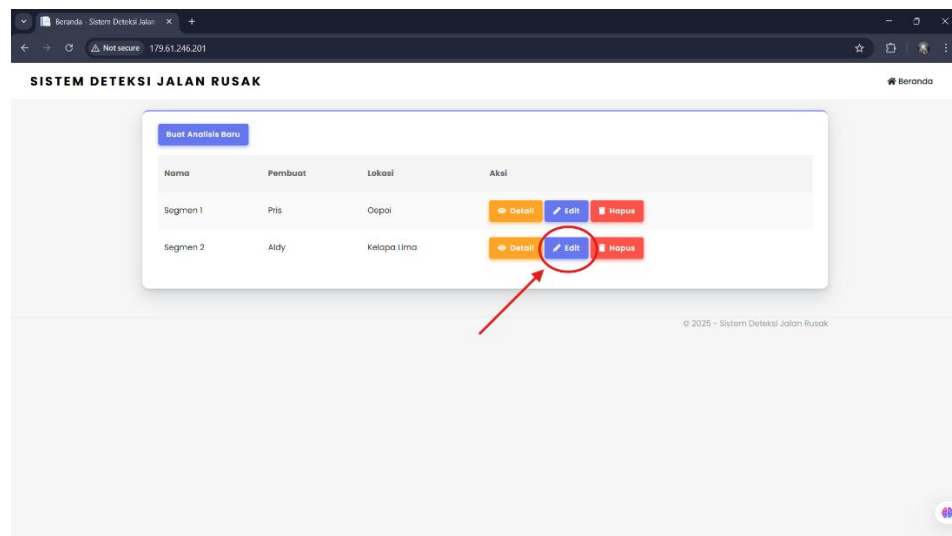 Beranda - Sistem Deteksi Jalan
Not secure 179.61.246.201
SISTEM DETEKSI JALAN RUSAK
Beranda
Buat Analisis Baru
Nama Pembuat Lokasi Aksi
Segmen 1 Pris Oepoi Detail Edit Hapus
Segmen 2 Aldy Kelapa Lima Detail Edit Hapus
© 2025 - Sistem Deteksi Jalan Rusak